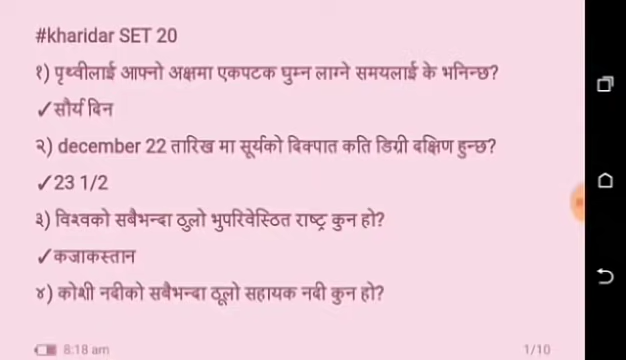 #kharidar SET 20
१) पृथ्वीलाई आफ्नो अक्षमा एकपटक घुम्न लाग्ने समयलाई के भनिन्छ?
✓सौर्य दिन
२) december 22 तारिख मा सूर्यको दिक्पात कति डिग्री दक्षिण हुन्छ?
✓23 1/2
३) विश्वको सबैभन्दा ठुलो भुपरिवेस्ठित राष्ट्र कुन हो?
✓कजाकस्तान
४) कोशी नदीको सबैभन्दा ठूलो सहायक नदी कुन हो?
8:18 am 1/10